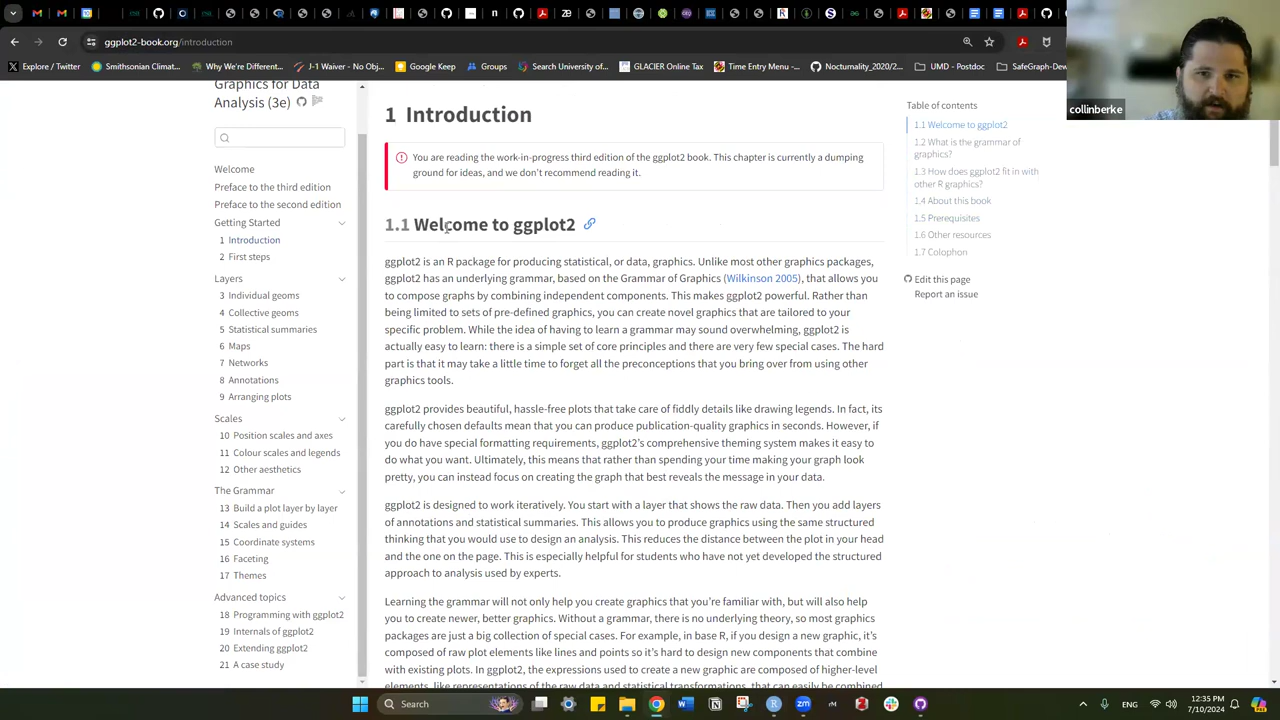 ggplot2-book.org/introduction
Explore / Twitter
Smithsonian Climat...
J-1 Waiver - No Obj...
Google Keep
Groups
Search University of...
GLACIER Online Tax
Time Entry Menu -...
Nocturnality_2020/2...
UMD - Postdoc
SafeGraph-Dew
collinberke
Graphics for Data
Analysis (3e)
Welcome
Preface to the third edition
Preface to the second edition
Getting Started
1 Introduction
2 First steps
Layers
3 Individual geoms
4 Collective geoms
5 Statistical summaries
6 Maps
7 Networks
8 Annotations
9 Arranging plots
Scales
10 Position scales and axes
11 Colour scales and legends
12 Other aesthetics
The Grammar
13 Build a plot layer by layer
14 Scales and guides
15 Coordinate systems
16 Faceting
17 Themes
Advanced topics
18 Programming with ggplot2
19 Internals of ggplot2
20 Extending ggplot2
21 A case study
1 Introduction
You are reading the work-in-progress third edition of the ggplot2 book. This chapter is currently a dumping
ground for ideas, and we don't recommend reading it.
1.1 Welcome to ggplot2
ggplot2 is an R package for producing statistical, or data, graphics. Unlike most other graphics packages,
ggplot2 has an underlying grammar, based on the Grammar of Graphics (Wilkinson 2005), that allows you
to compose graphs by combining independent components. This makes ggplot2 powerful. Rather than
being limited to sets of pre-defined graphics, you can create novel graphics that are tailored to your
specific problem. While the idea of having to learn a grammar may sound overwhelming, ggplot2 is
actually easy to learn: there is a simple set of core principles and there are very few special cases. The hard
part is that it may take a little time to forget all the preconceptions that you bring over from using other
graphics tools.
ggplot2 provides beautiful, hassle-free plots that take care of fiddly details like drawing legends. In fact, its
carefully chosen defaults mean that you can produce publication-quality graphics in seconds. However, if
you do have special formatting requirements, ggplot2's comprehensive theming system makes it easy to
do what you want. Ultimately, this means that rather than spending your time making your graph look
pretty, you can instead focus on creating the graph that best reveals the message in your data.
ggplot2 is designed to work iteratively. You start with a layer that shows the raw data. Then you add layers
of annotations and statistical summaries. This allows you to produce graphics using the same structured
thinking that you would use to design an analysis. This reduces the distance between the plot in your head
and the one on the page. This is especially helpful for students who have not yet developed the structured
approach to analysis used by experts.
Learning the grammar will not only help you create graphics that you're familiar with, but will also help
you to create newer, better graphics. Without a grammar, there is no underlying theory, so most graphics
packages are just a big collection of special cases. For example, in base R, if you design a new graphic, it's
composed of raw plot elements like lines and points so it's hard to design new components that combine
with existing plots. In ggplot2, the expressions used to create a new graphic are composed of higher-level
elements, like representations of the raw data and statistical transformations, that can easily be combined
Table of contents
1.1 Welcome to ggplot2
1.2 What is the grammar of
graphics?
1.3 How does ggplot2 fit in with
other R graphics?
1.4 About this book
1.5 Prerequisites
1.6 Other resources
1.7 Colophon
Edit this page
Report an issue
Search
ENG
12:35 PM
7/10/2024